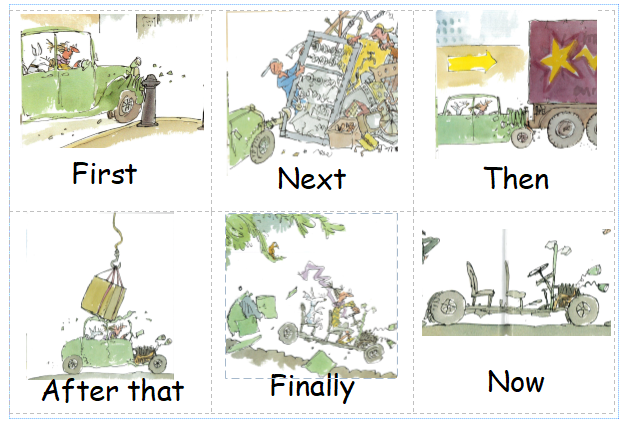 First
Next
Then
After that
Finally
Now